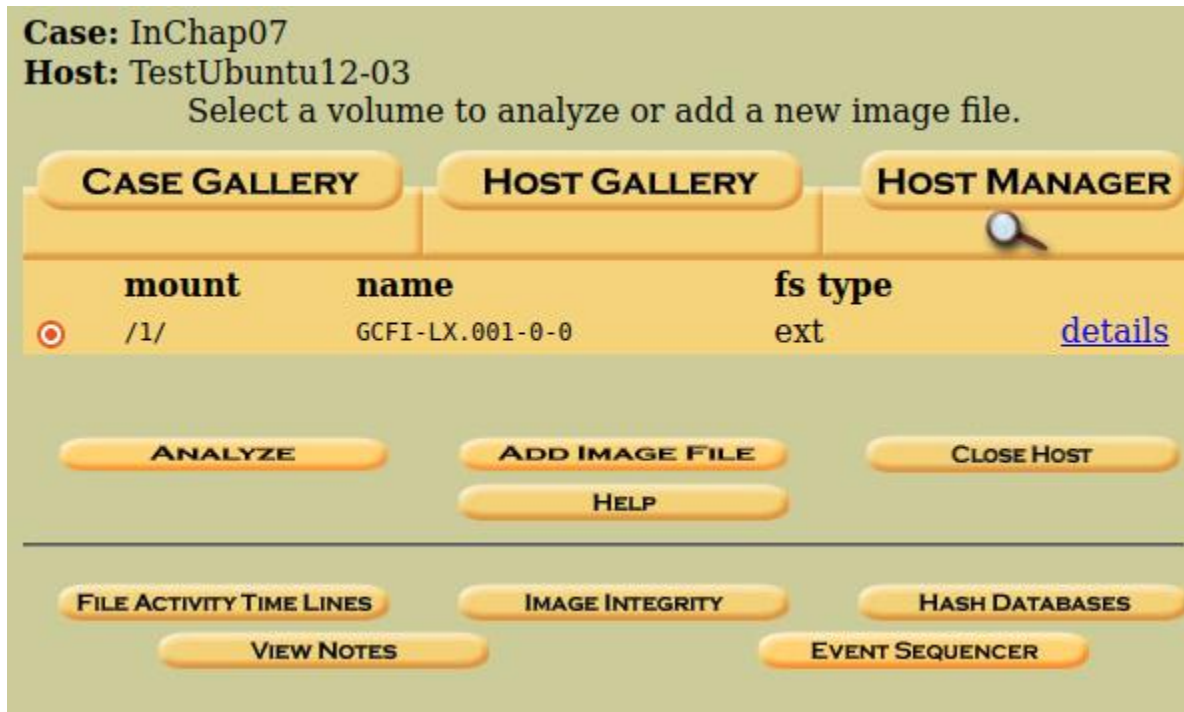 Case: InChap07
Host: TestUbuntu12-03
Select a volume to analyze or add a new image file.
CASE GALLERY HOST GALLERY HOST MANAGER
mount name fs type
/1/ GCFI-LX.001-0-0 ext details
ANALYZE ADD IMAGE FILE CLOSE HOST
HELP
FILE ACTIVITY TIME LINES IMAGE INTEGRITY HASH DATABASES
VIEW NOTES EVENT SEQUENCER